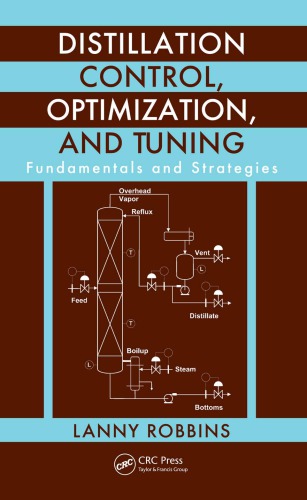 DISTILLATION
CONTROL,
OPTIMIZATION,
AND TUNING
Fundamentals and Strategies
Overhead
Vapor
Reflux
Vent
T
L
Feed
Distillate
T
Boilup
L
Steam
Bottoms
LANNY ROBBINS
CRC
CRC Press
Taylor & Francis Group